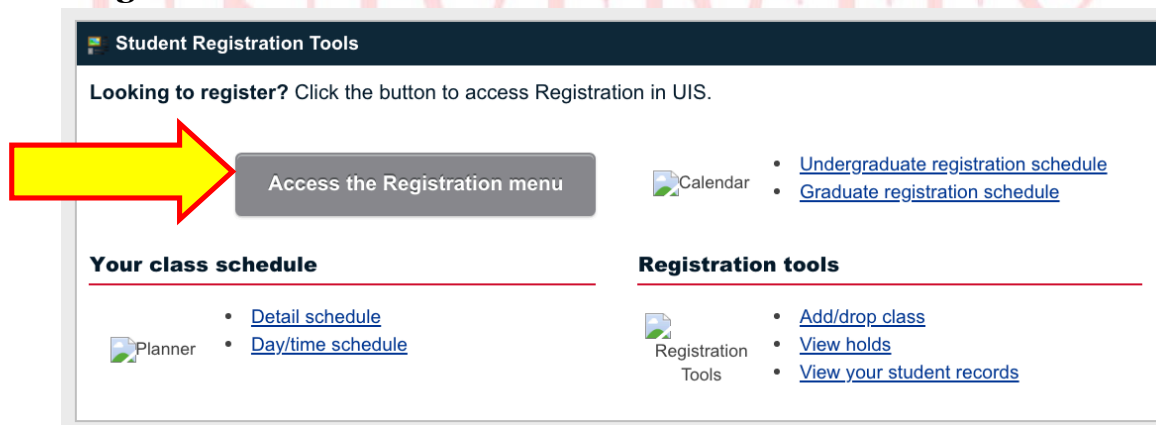 Student Registration Tools
Looking to register? Click the button to access Registration in UIS.
Access the Registration menu
Calendar
Undergraduate registration schedule
Graduate registration schedule
Your class schedule
Planner
Detail schedule
Day/time schedule
Registration tools
Registration
Tools
Add/drop class
View holds
View your student records